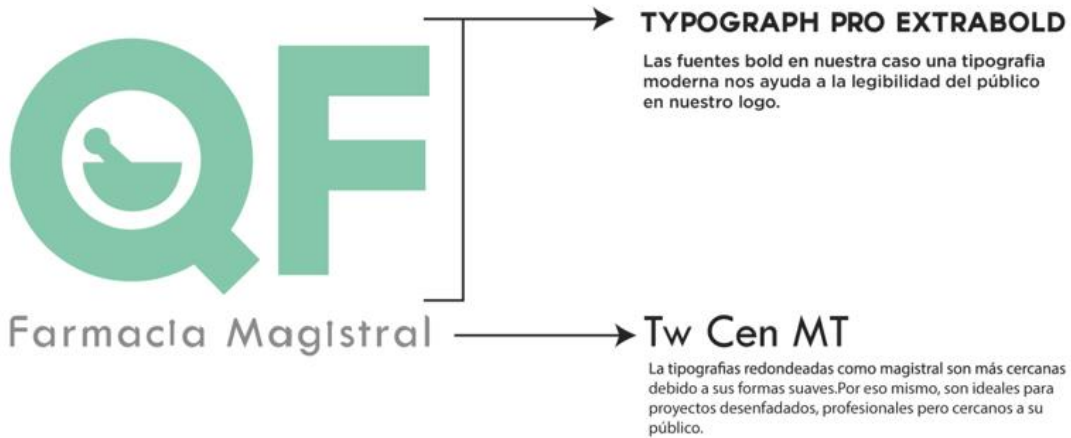 QF
Farmacia Magistral
TYPOGRAPH PRO EXTRABOLD
Las fuentes bold en nuestra caso una tipografia
moderna nos ayuda a la legibilidad del público
en nuestro logo.
Tw Cen MT
La tipografias redondeadas como magistral son más cercanas
debido a sus formas suaves.Por eso mismo, son ideales para
proyectos desenfadados, profesionales pero cercanos a su
público.